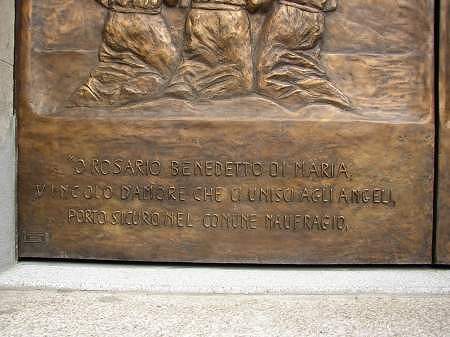 "O ROSARIO BENEDETTO DI MARIA,
VINCOLO D'AMORE CHE CI UNISCI AGLI ANGELI,
PORTO SICURO NEL COMUNE NAUFRAGIO,